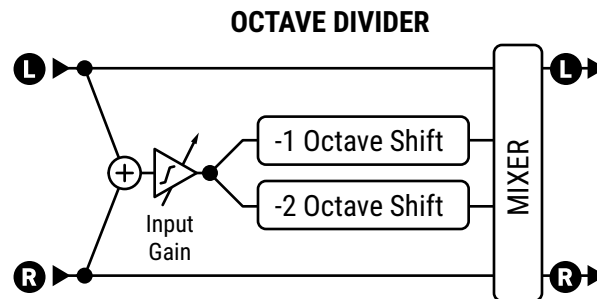 OCTAVE DIVIDER
L
L
-1 Octave Shift
+
-2 Octave Shift
MIXER
Input
Gain
R
R